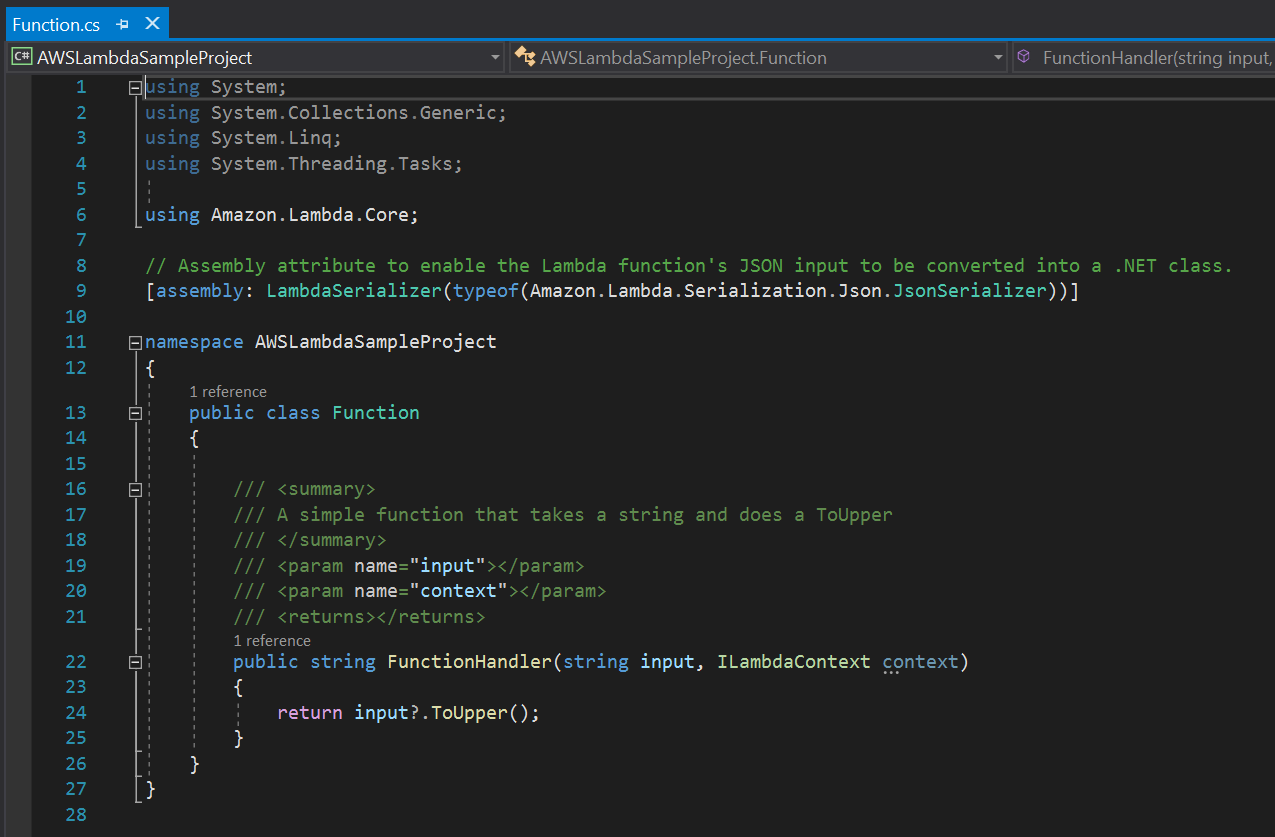 Function.cs
C# AWSLambdaSampleProject AWSLambdaSampleProject.Function FunctionHandler(string input,
1 using System;
2 using System.Collections.Generic;
3 using System.Linq;
4 using System.Threading.Tasks;
5
6 using Amazon.Lambda.Core;
7
8 // Assembly attribute to enable the Lambda function's JSON input to be converted into a .NET class.
9 [assembly: LambdaSerializer(typeof(Amazon.Lambda.Serialization.Json.JsonSerializer))]
10
11 namespace AWSLambdaSampleProject
12 {
1 reference
13 public class Function
14 {
15
16 /// <summary>
17 /// A simple function that takes a string and does a ToUpper
18 /// </summary>
19 /// <param name="input"></param>
20 /// <param name="context"></param>
21 /// <returns></returns>
1 reference
22 public string FunctionHandler(string input, ILambdaContext context)
23 {
24 return input?.ToUpper();
25 }
26 }
27 }
28